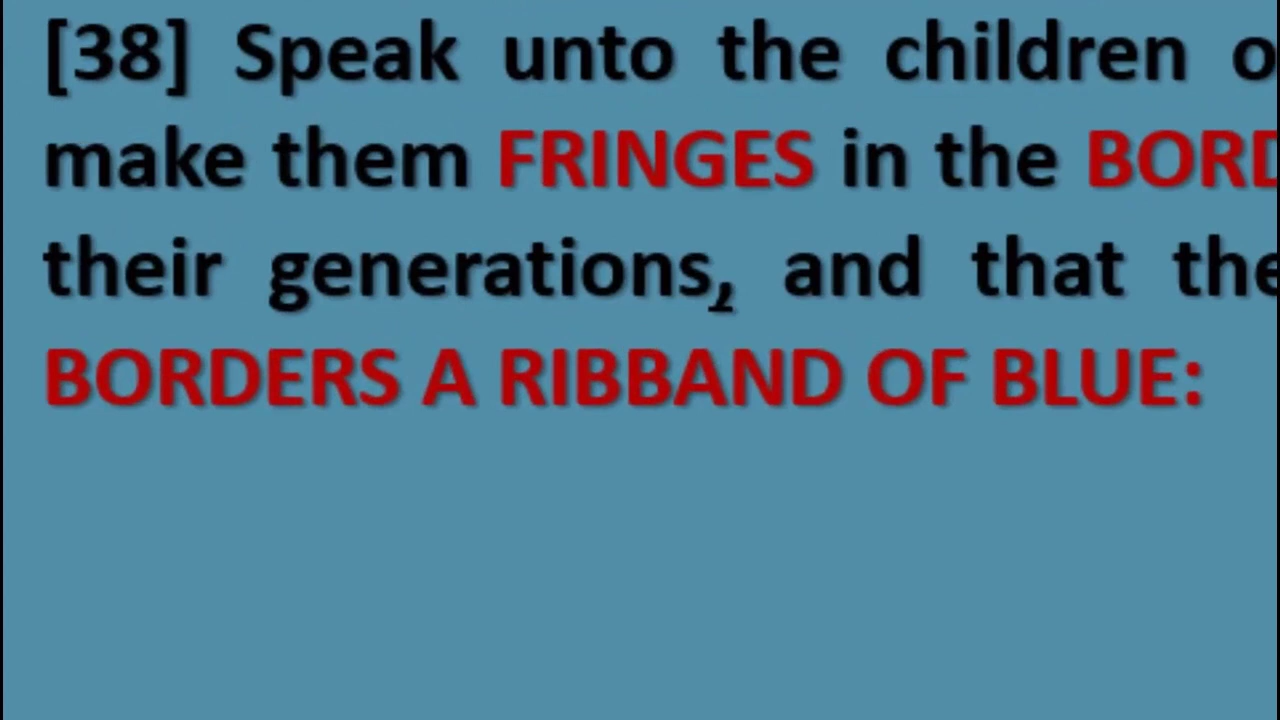 [38] Speak unto the children o
make them FRINGES in the BORD
their generations, and that the
BORDERS A RIBBAND OF BLUE: